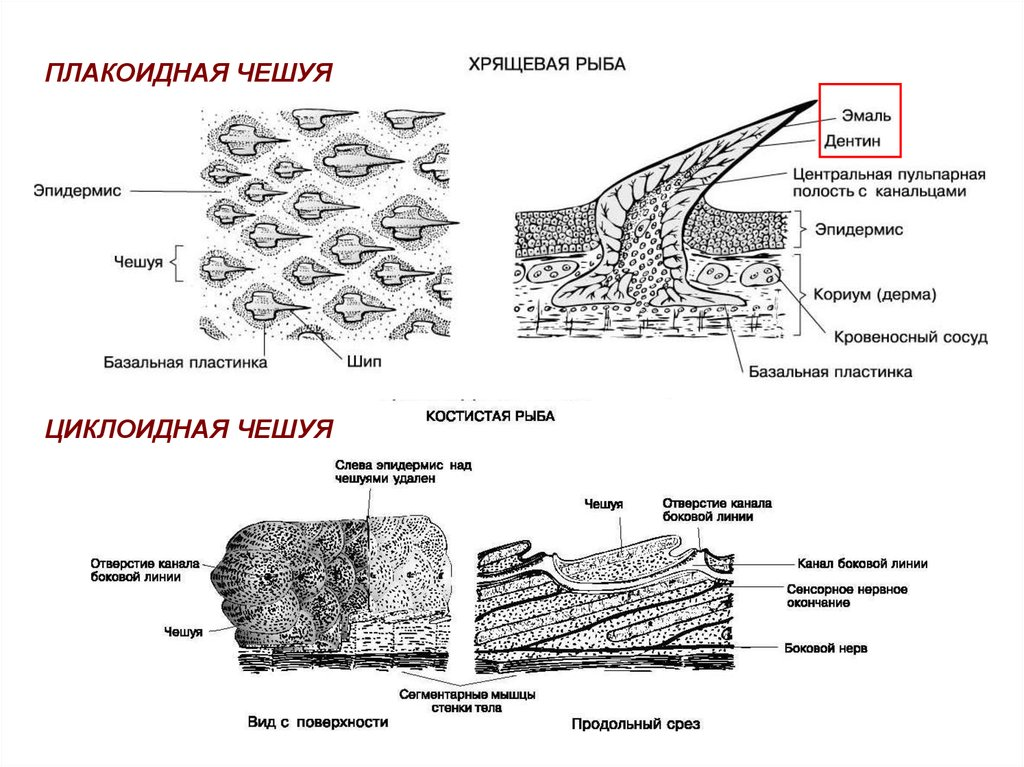 ПЛАКОИДНАЯ ЧЕШУЯ
ХРЯЩЕВАЯ РЫБА
Эмаль
Дентин
Центральная пульпарная
полость с канальцами
Эпидермис
Эпидермис
Чешуя
Кориум (дерма)
Кровеносный сосуд
Базальная пластинка
Шип
Базальная пластинка
ЦИКЛОИДНАЯ ЧЕШУЯ
КОСТИСТАЯ РЫБА
Слева эпидермис над
чешуями удален
Чешуя
Отверстие канала
боковой линии
Отверстие канала
боковой линии
Канал боковой линии
Сенсорное нервное
окончание
Чешуя
Боковой нерв
Сегментарные мышцы
стенки тела
Вид с поверхности
Продольный срез